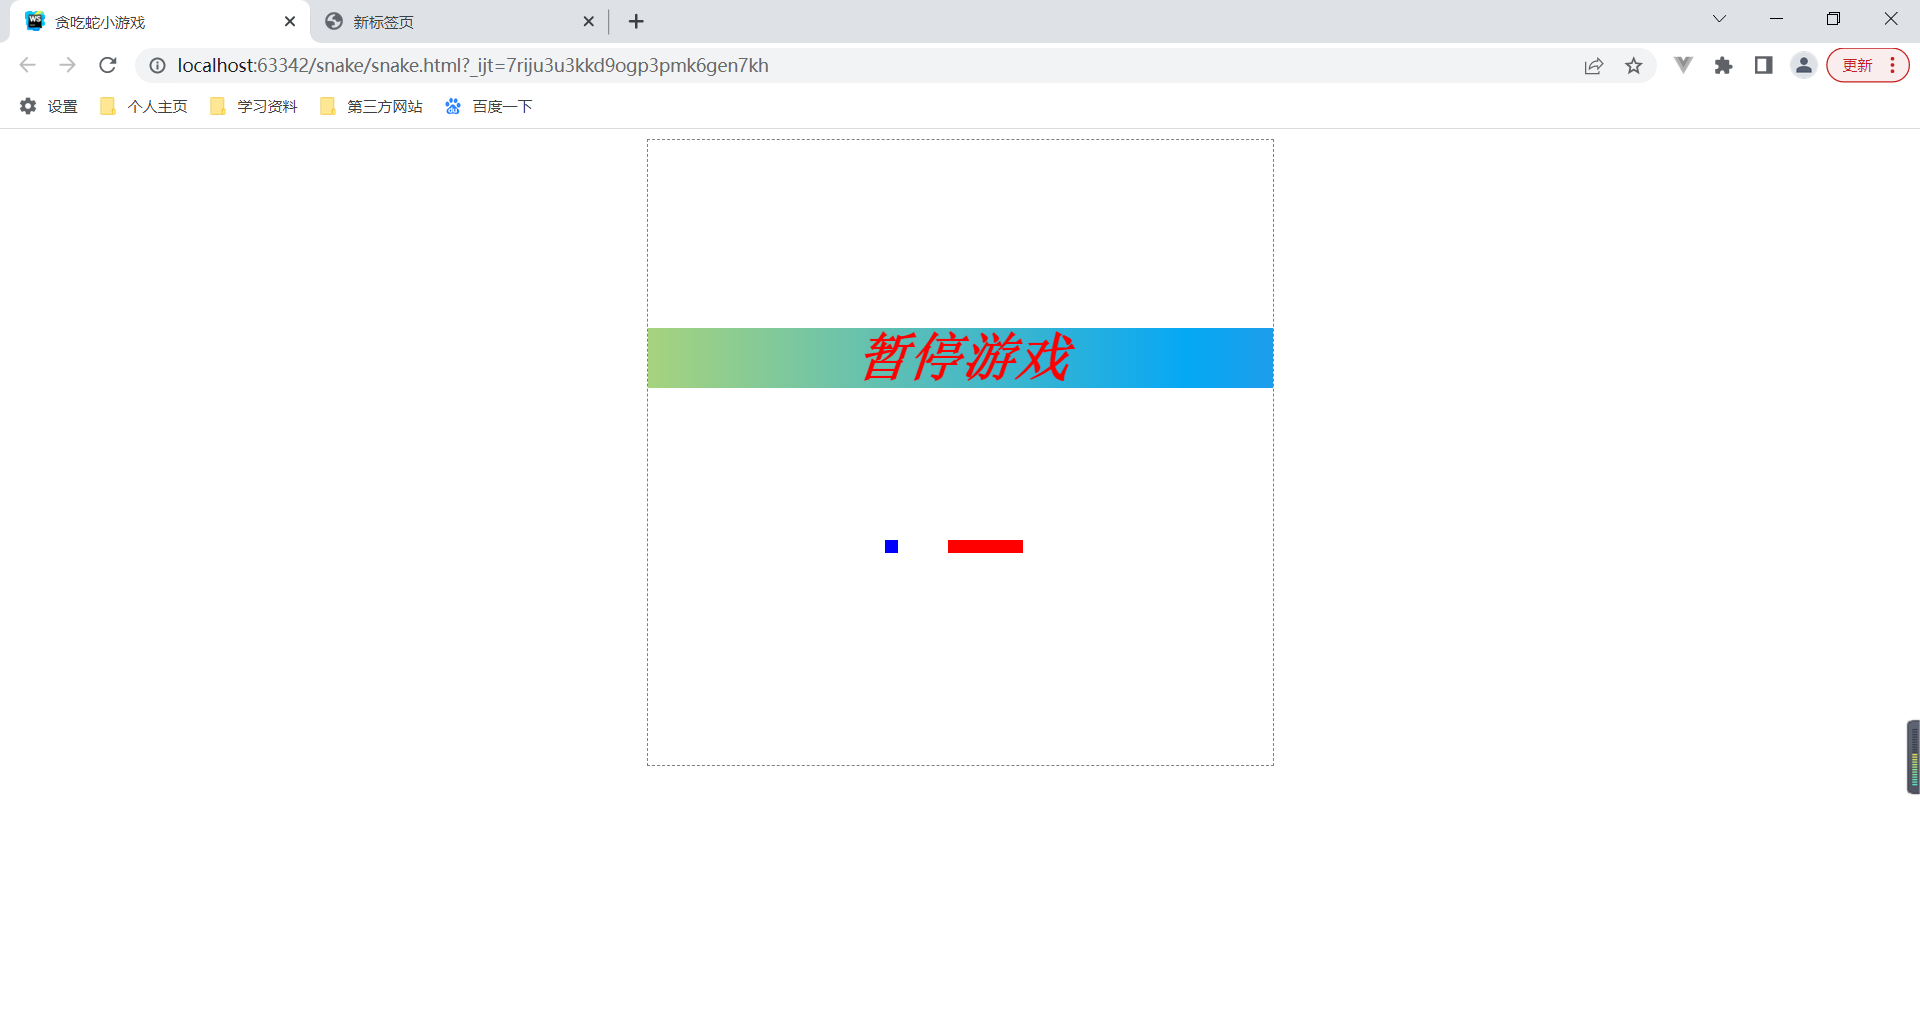 贪吃蛇小游戏
新标签页
localhost:63342/snake/snake.html?_ijt=7riju3u3kkd9ogp3pmk6gen7kh
更新
设置
个人主页
学习资料
第三方网站
百度一下
暂停游戏